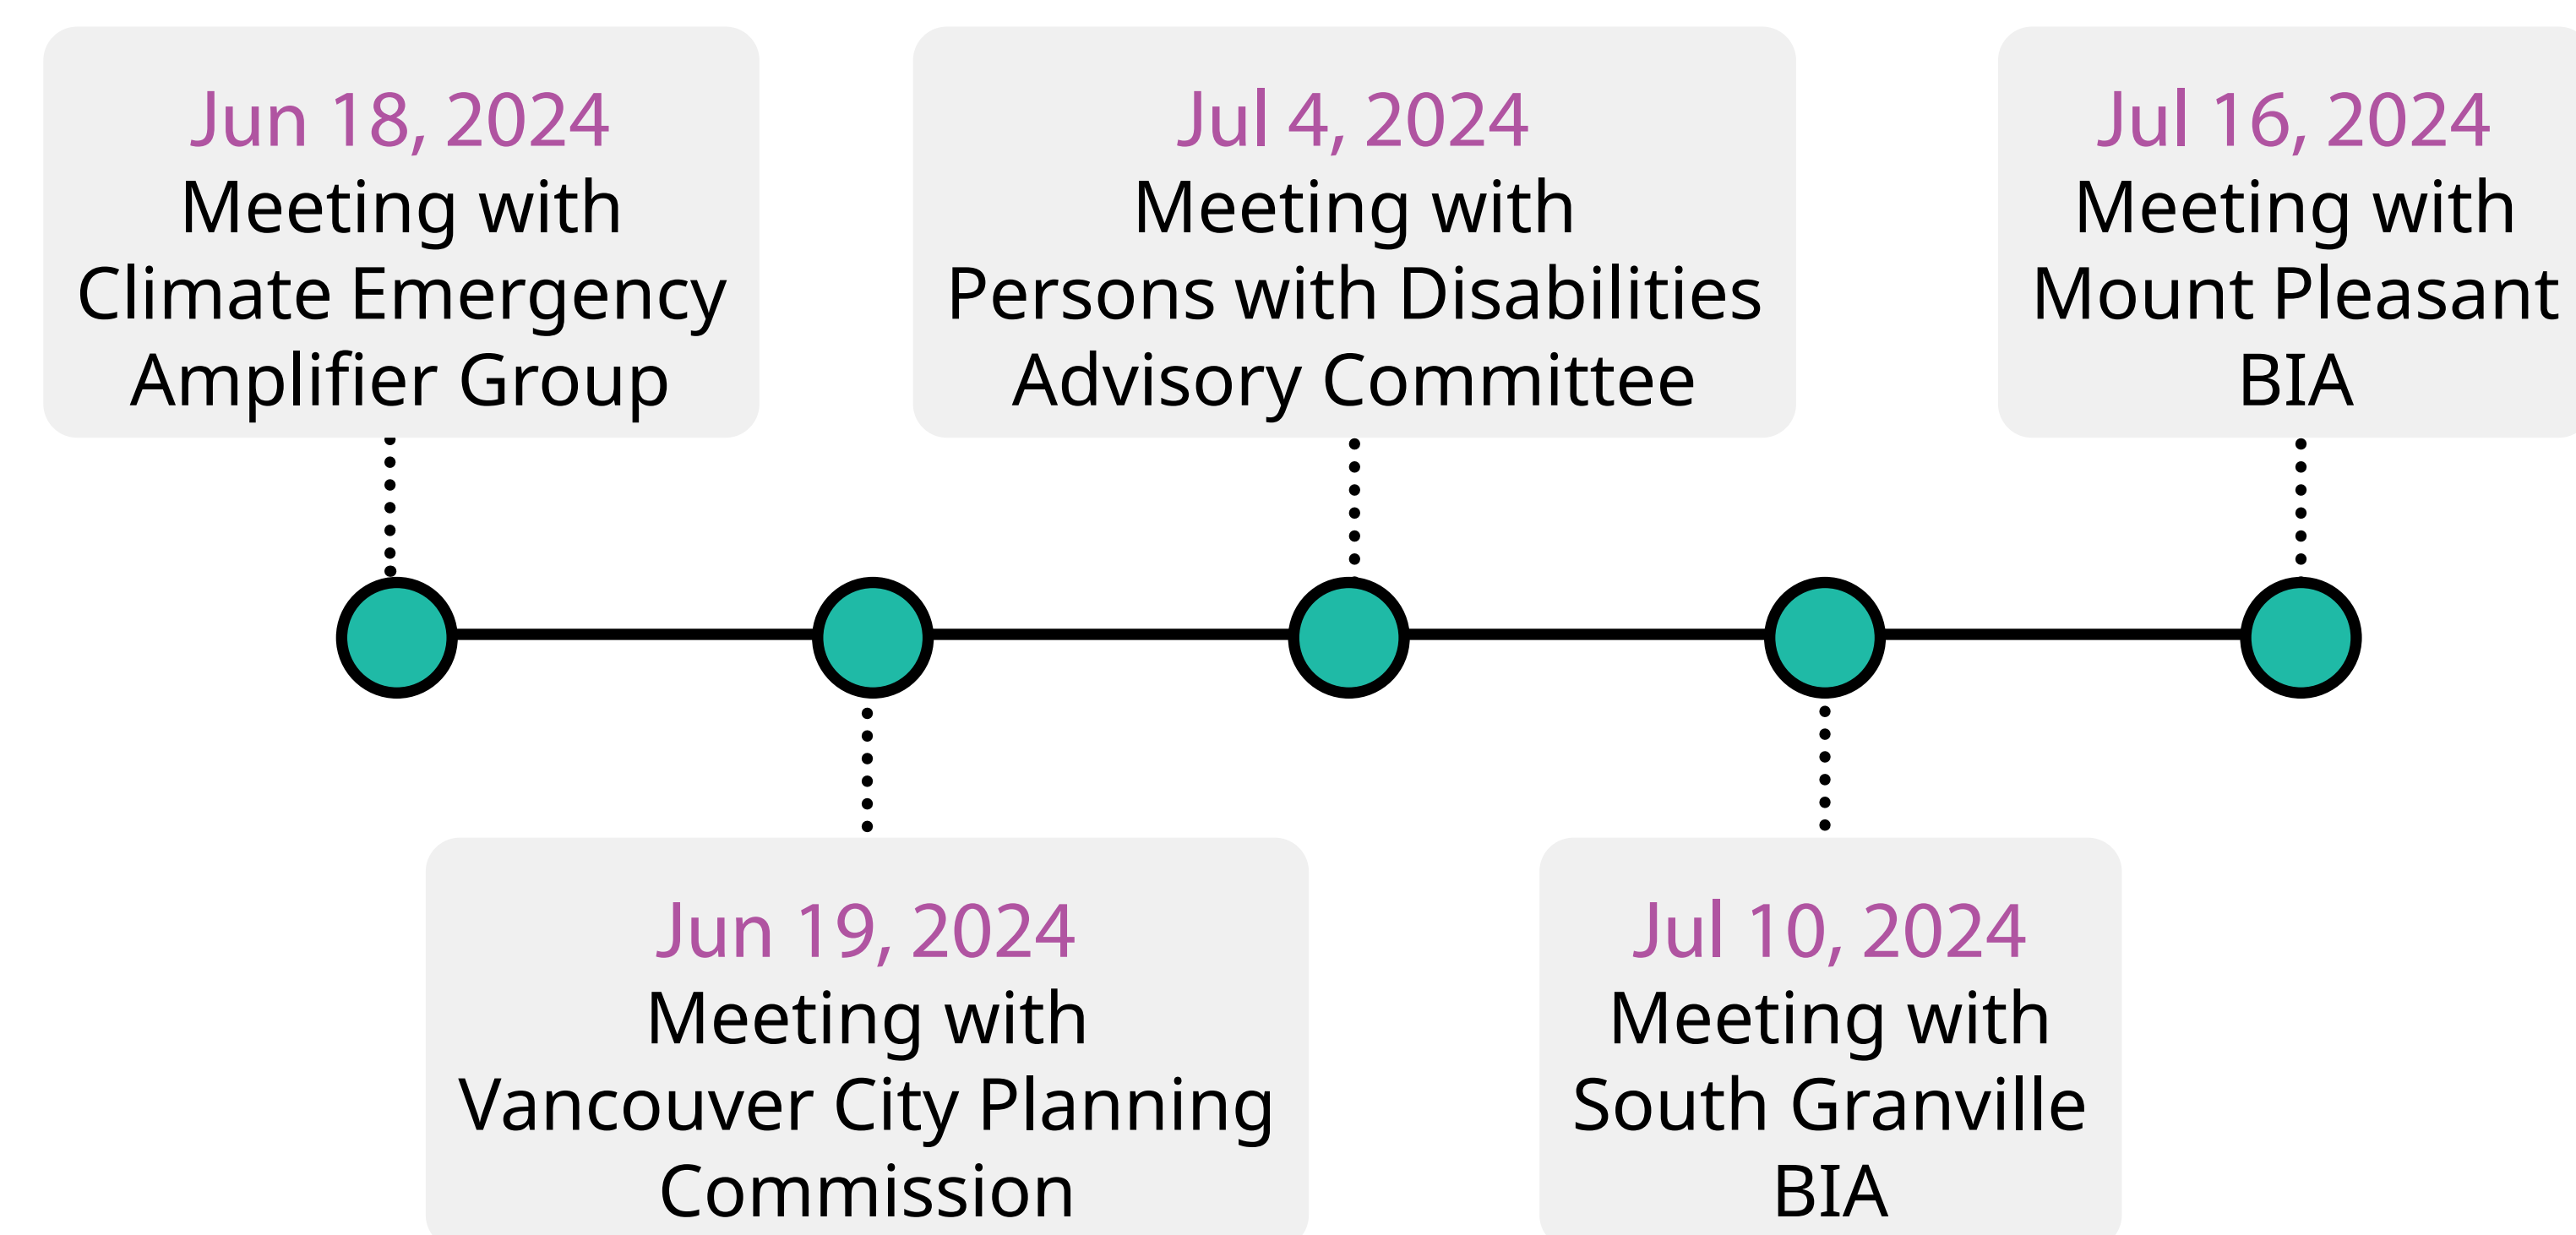 Jun 18, 2024
Meeting with
Climate Emergency
Amplifier Group
Jun 19, 2024
Meeting with
Vancouver City Planning
Commission
Jul 4, 2024
Meeting with
Persons with Disabilities
Advisory Committee
Jul 10, 2024
Meeting with
South Granville
BIA
Jul 16, 2024
Meeting with
Mount Pleasant
BIA